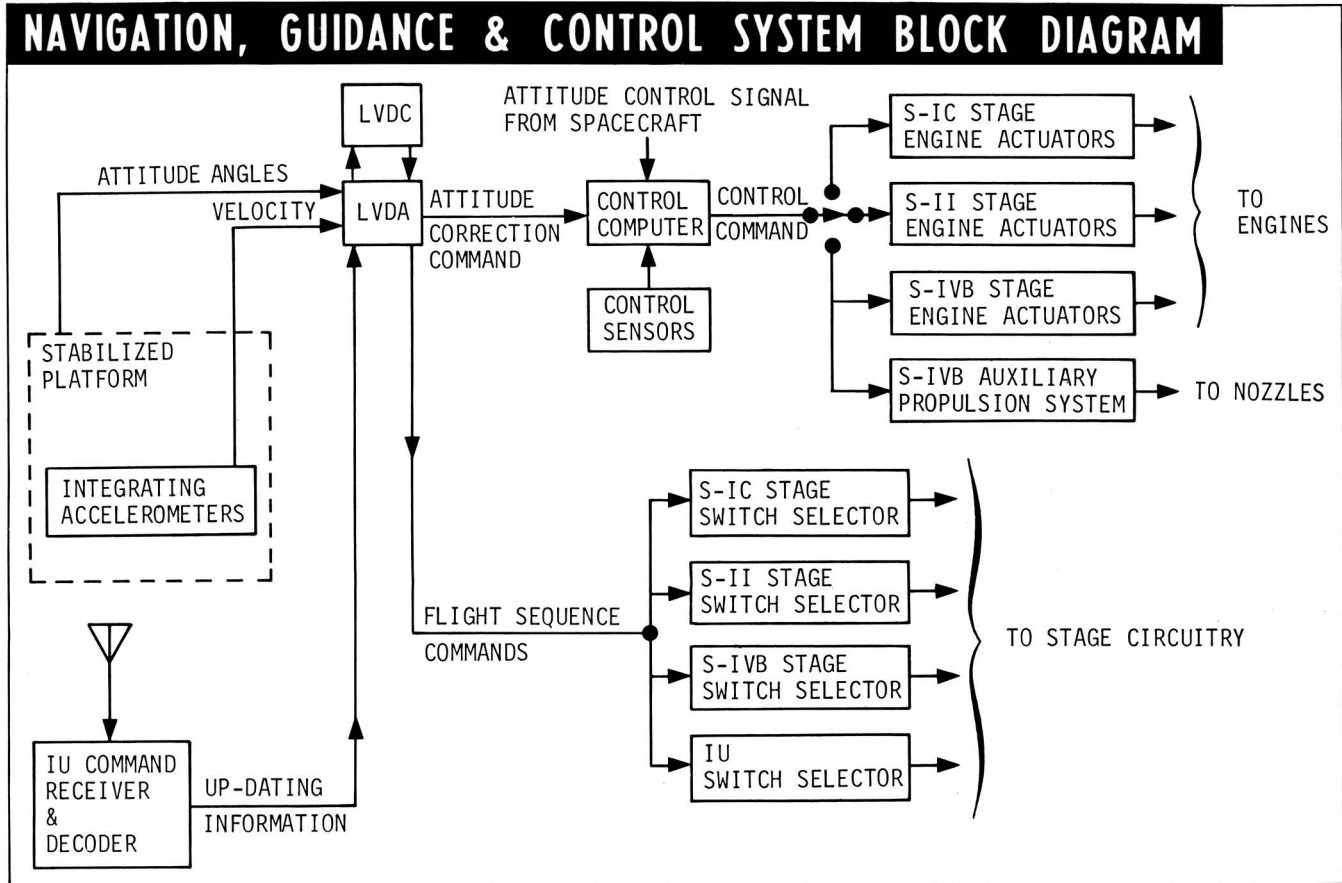 NAVIGATION, GUIDANCE & CONTROL SYSTEM BLOCK DIAGRAM
LVDC
ATTITUDE CONTROL SIGNAL
FROM SPACECRAFT
S-IC STAGE
ENGINE ACTUATORS
ATTITUDE ANGLES
VELOCITY
LVDA
ATTITUDE
CORRECTION
COMMAND
CONTROL
COMPUTER
CONTROL
COMMAND
S-II STAGE
ENGINE ACTUATORS
TO
ENGINES
CONTROL
SENSORS
S-IVB STAGE
ENGINE ACTUATORS
S-IVB AUXILIARY
PROPULSION SYSTEM
TO NOZZLES
STABILIZED
PLATFORM
INTEGRATING
ACCELEROMETERS
S-IC STAGE
SWITCH SELECTOR
S-II STAGE
SWITCH SELECTOR
FLIGHT SEQUENCE
COMMANDS
S-IVB STAGE
SWITCH SELECTOR
TO STAGE CIRCUITRY
IU
SWITCH SELECTOR
IU COMMAND
RECEIVER
&
DECODER
UP-DATING
INFORMATION